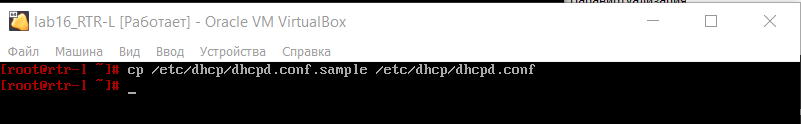 lab16_RTR-L [Работает] - Oracle VM VirtualBox
Файл Машина Вид Ввод Устройства Справка
[root@rtr-l ~]# cp /etc/dhcp/dhcpd.conf.sample /etc/dhcp/dhcpd.conf
[root@rtr-l ~]# _